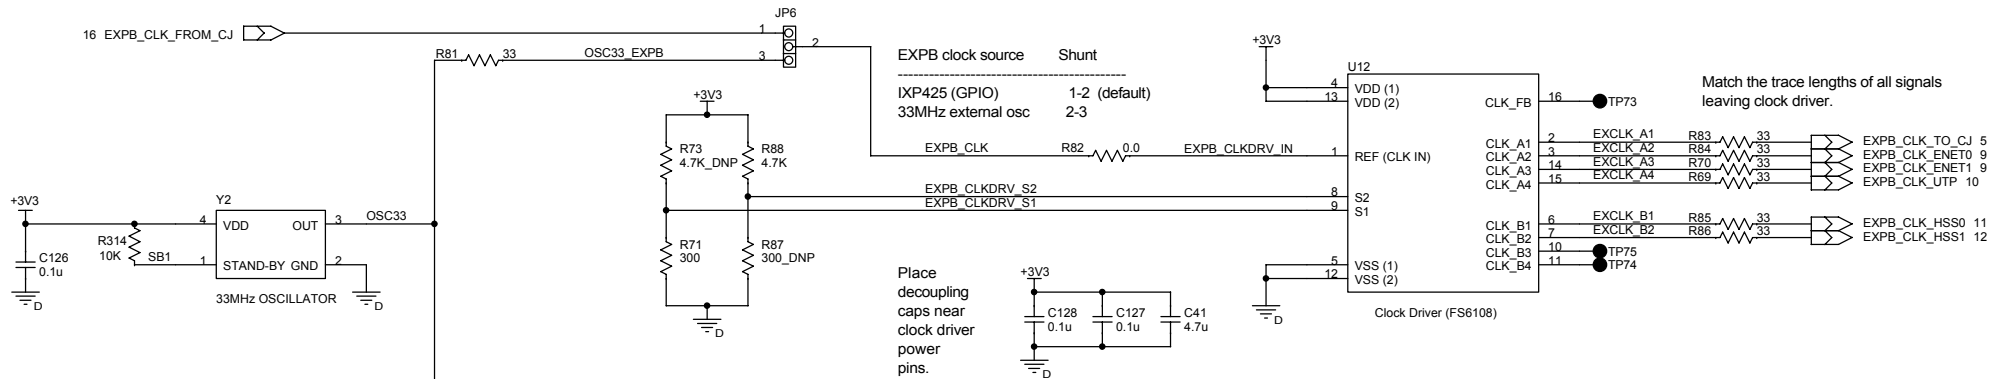 JP6
16 EXPB_CLK_FROM_CJ
1
2
3
R81 33 OSC33_EXPB
EXPB clock source Shunt
---------------------------------------------
IXP425 (GPIO) 1-2 (default)
33MHz external osc 2-3
+3V3
R73
4.7K_DNP
R88
4.7K
R71
300
R87
300_DNP
D
EXPB_CLK R82 0.0 EXPB_CLKDRV_IN
EXPB_CLKDRV_S2
EXPB_CLKDRV_S1
+3V3
C126
0.1u
D
R314
10K
SB1
Y2
4 VDD OUT 3 OSC33
1 STAND-BY GND 2
D
33MHz OSCILLATOR
Place
decoupling
caps near
clock driver
power
pins.
+3V3
C128
0.1u
C127
0.1u
C41
4.7u
D
+3V3
U12
4 VDD (1)
13 VDD (2)
1 REF (CLK IN)
8 S2
9 S1
5 VSS (1)
12 VSS (2)
D
CLK_FB 16 TP73
CLK_A1 2 EXCLK_A1 R83 33 EXPB_CLK_TO_CJ 5
CLK_A2 3 EXCLK_A2 R84 33 EXPB_CLK_ENET0 9
CLK_A3 14 EXCLK_A3 R70 33 EXPB_CLK_ENET1 9
CLK_A4 15 EXCLK_A4 R69 33 EXPB_CLK_UTP 10
CLK_B1 6 EXCLK_B1 R85 33 EXPB_CLK_HSS0 11
CLK_B2 7 EXCLK_B2 R86 33 EXPB_CLK_HSS1 12
CLK_B3 10 TP75
CLK_B4 11 TP74
Clock Driver (FS6108)
Match the trace lengths of all signals
leaving clock driver.